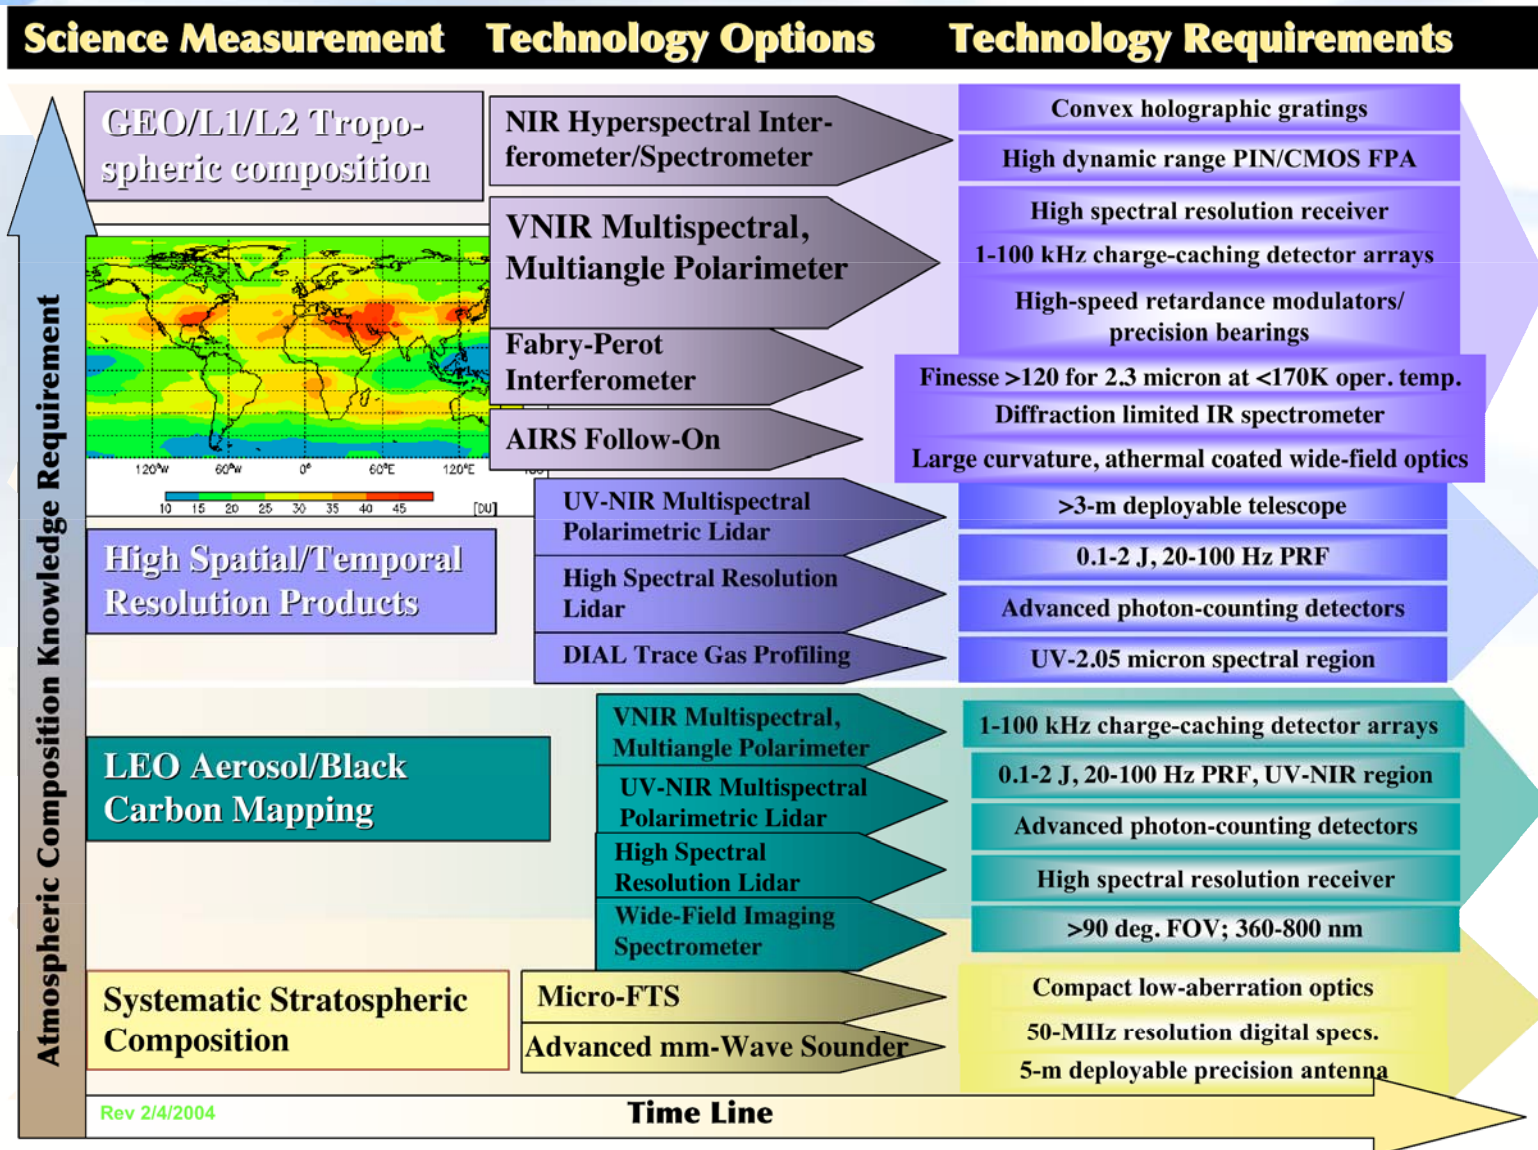 Science Measurement Technology Options Technology Requirements
Atmospheric Composition Knowledge Requirement
GEO/L1/L2 Tropo-
spheric composition
NIR Hyperspectral Inter-
ferometer/Spectrometer
VNIR Multispectral,
Multiangle Polarimeter
Fabry-Perot
Interferometer
AIRS Follow-On
Convex holographic gratings
High dynamic range PIN/CMOS FPA
High spectral resolution receiver
1-100 kHz charge-caching detector arrays
High-speed retardance modulators/
precision bearings
Finesse >120 for 2.3 micron at <170K oper. temp.
Diffraction limited IR spectrometer
Large curvature, athermal coated wide-field optics
120°W 60°W 0° 60°E 120°E
10 15 20 25 30 35 40 45 [DU]
High Spatial/Temporal
Resolution Products
UV-NIR Multispectral
Polarimetric Lidar
High Spectral Resolution
Lidar
DIAL Trace Gas Profiling
>3-m deployable telescope
0.1-2 J, 20-100 Hz PRF
Advanced photon-counting detectors
UV-2.05 micron spectral region
LEO Aerosol/Black
Carbon Mapping
VNIR Multispectral,
Multiangle Polarimeter
UV-NIR Multispectral
Polarimetric Lidar
High Spectral
Resolution Lidar
Wide-Field Imaging
Spectrometer
1-100 kHz charge-caching detector arrays
0.1-2 J, 20-100 Hz PRF, UV-NIR region
Advanced photon-counting detectors
High spectral resolution receiver
>90 deg. FOV; 360-800 nm
Systematic Stratospheric
Composition
Micro-FTS
Advanced mm-Wave Sounder
Compact low-aberration optics
50-MHz resolution digital specs.
5-m deployable precision antenna
Rev 2/4/2004
Time Line